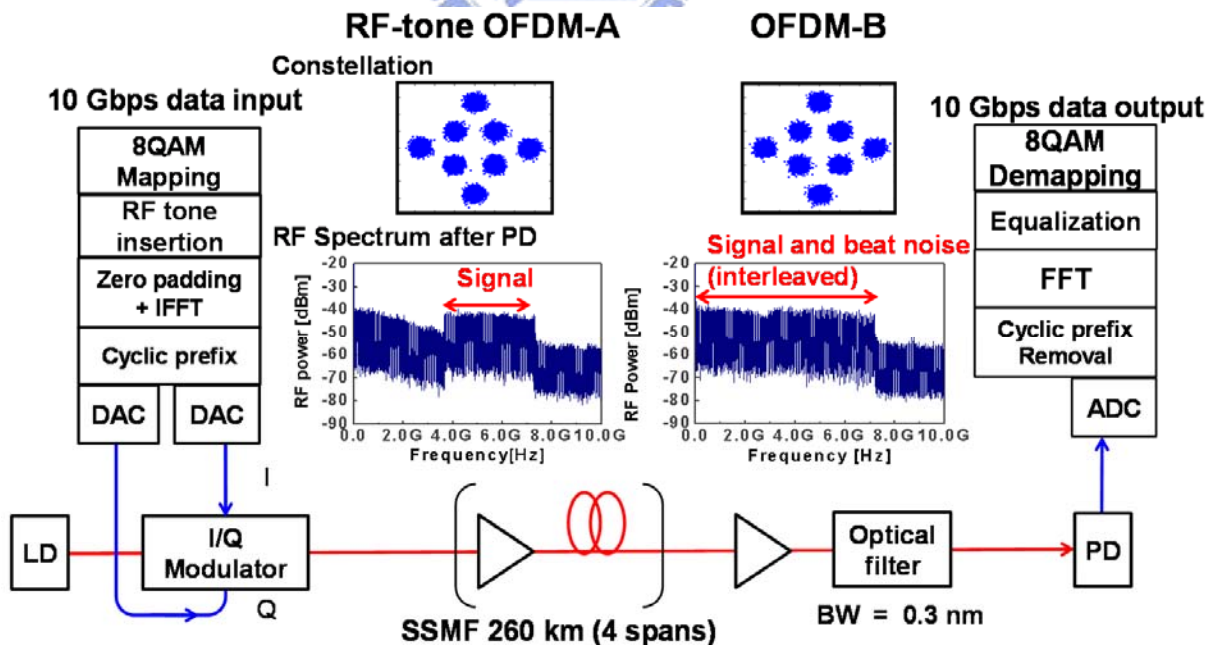 RF-tone OFDM-A
OFDM-B
Constellation
10 Gbps data input
10 Gbps data output
8QAM
Mapping
RF tone
insertion
Zero padding
+ IFFT
Cyclic prefix
DAC
DAC
RF Spectrum after PD
Signal
RF power [dBm]
-20
-30
-40
-50
-60
-70
-80
-90
0.0
2.0G
4.0G
6.0G
8.0G
10.0G
Frequency[Hz]
Signal and beat noise
(interleaved)
RF Power [dBm]
-20
-30
-40
-50
-60
-70
-80
-90
0.0
2.0G
4.0G
6.0G
8.0G
10.0G
Frequency [Hz]
8QAM
Demapping
Equalization
FFT
Cyclic prefix
Removal
ADC
I
LD
I/Q
Modulator
Q
Optical
filter
PD
SSMF 260 km (4 spans)
BW = 0.3 nm